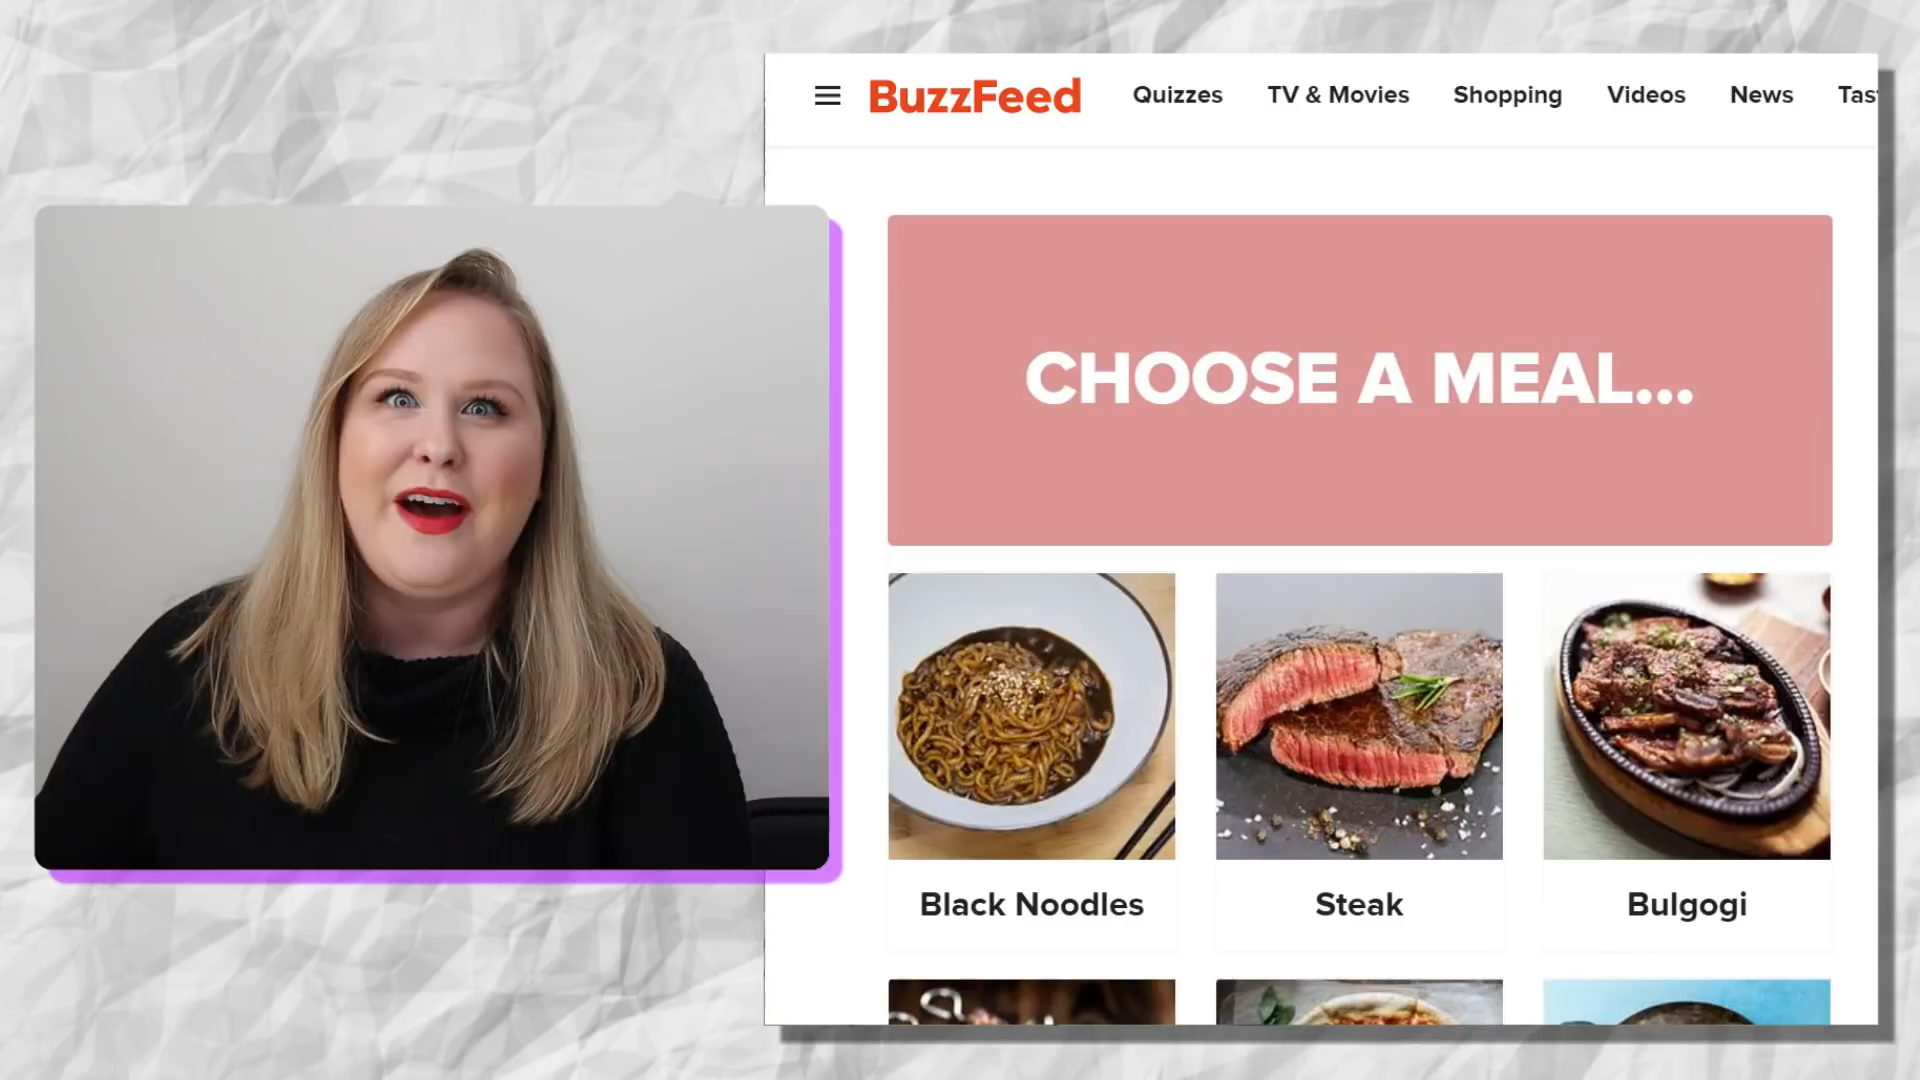 BuzzFeed Quizzes TV & Movies Shopping Videos News
CHOOSE A MEAL...
Black Noodles Steak Bulgogi